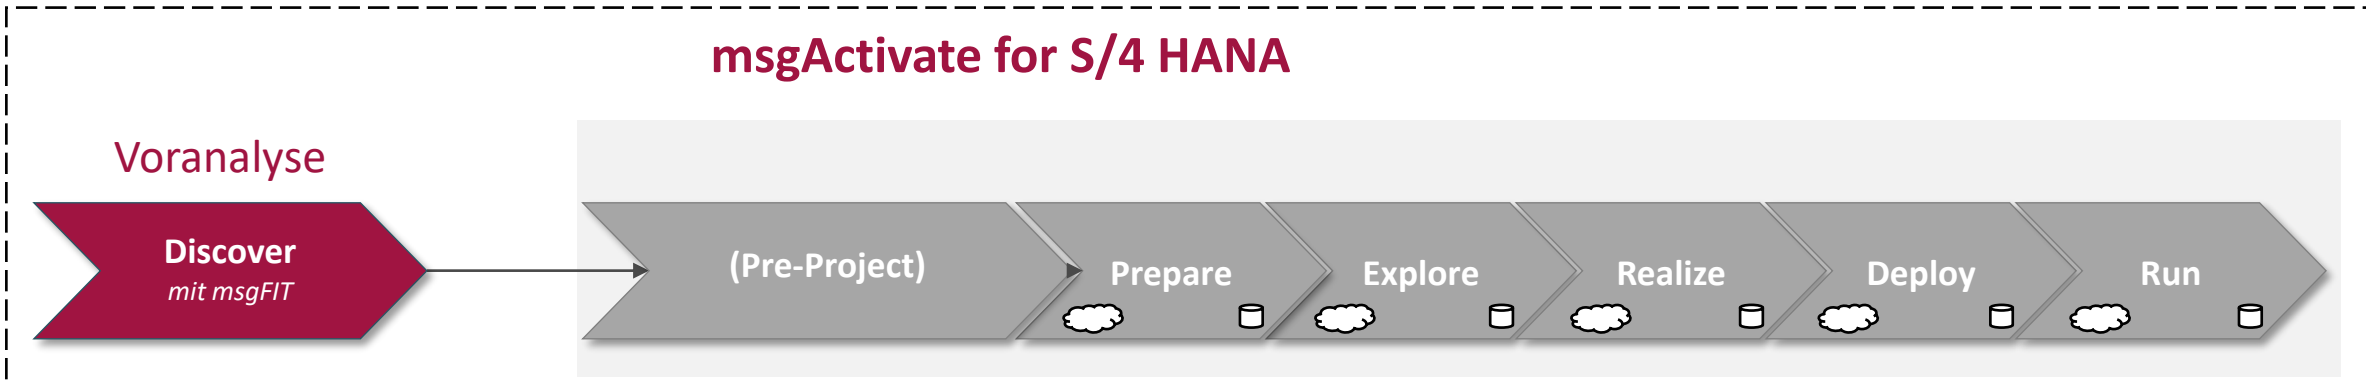 msgActivate for S/4 HANA
Voranalyse
Discover
mit msgFIT
(Pre-Project)
Prepare
Explore
Realize
Deploy
Run